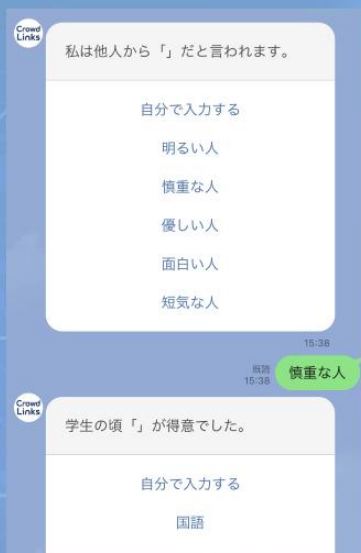 Crowd
Links
私は他人から「」だと言われます。
自分で入力する
明るい人
慎重な人
優しい人
面白い人
短気な人
15:38
既読
15:38
慎重な人
Crowd
Links
学生の頃「」が得意でした。
自分で入力する
国語